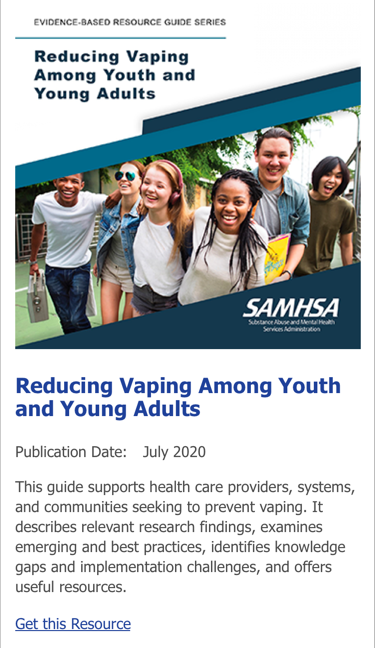 EVIDENCE-BASED RESOURCE GUIDE SERIES
Reducing Vaping
Among Youth and
Young Adults
SAMHSA
Substance Abuse and Mental Health
Services Administration
Reducing Vaping Among Youth
and Young Adults
Publication Date: July 2020
This guide supports health care providers, systems,
and communities seeking to prevent vaping. It
describes relevant research findings, examines
emerging and best practices, identifies knowledge
gaps and implementation challenges, and offers
useful resources.
Get this Resource